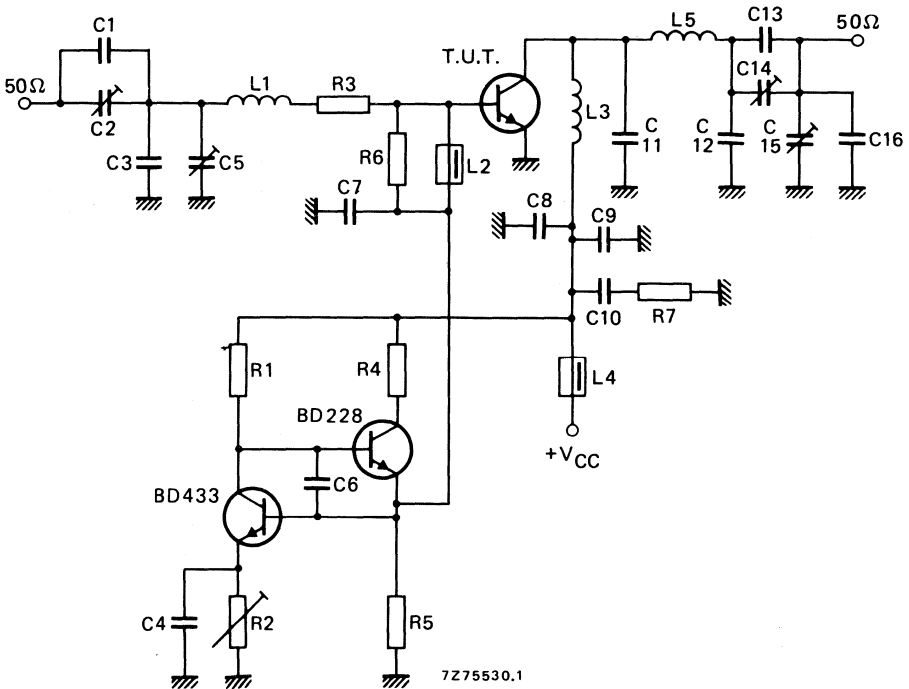 C1
C13
50Ω
L5
T.U.T.
C14
50Ω
L1
R3
C2
L3
C
11
C
12
C
15
C16
C3
C5
R6
L2
C7
C8
C9
C10
R7
R1
R4
L4
BD228
+VCC
C6
BD433
C4
R2
R5
7Z75530.1